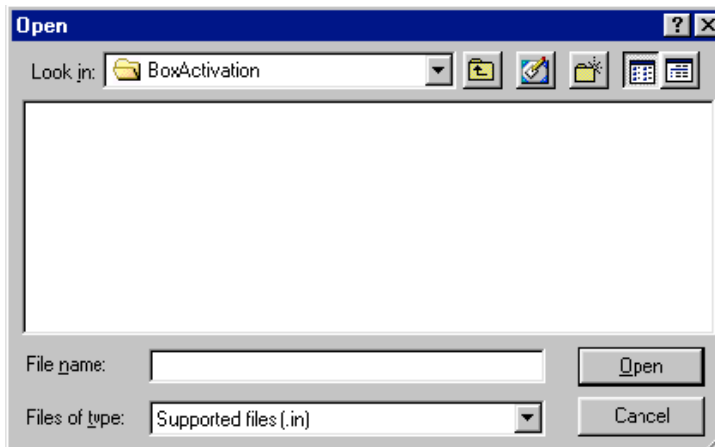 Open
Look in: BoxActivation
File name: Open
Files of type: Supported files (.in) Cancel